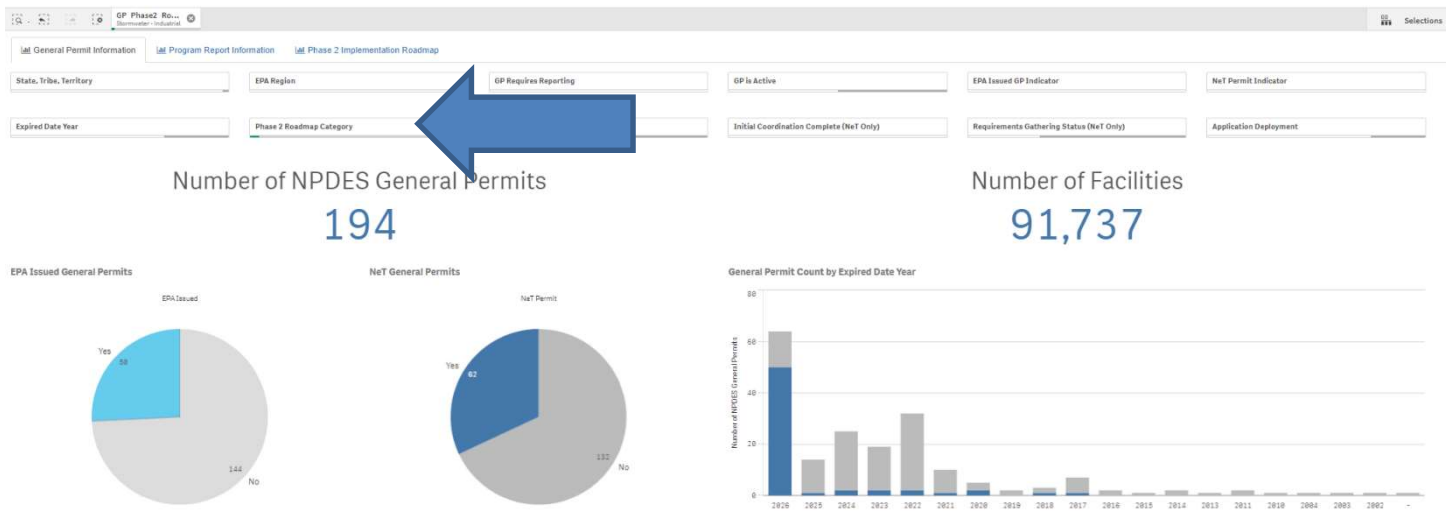 GP Phase2 Ro...
Stormwater - Industrial
Selections
General Permit Information
Program Report Information
Phase 2 Implementation Roadmap
State, Tribe, Territory
EPA Region
GP Requires Reporting
GP is Active
EPA Issued GP Indicator
NeT Permit Indicator
Expired Date Year
Phase 2 Roadmap Category
Initial Coordination Complete (NeT Only)
Requirements Gathering Status (NeT Only)
Application Deployment
Number of NPDES General Permits
194
Number of Facilities
91,737
EPA Issued General Permits
EPA Issued
Yes
50
144
No
NeT General Permits
NeT Permit
Yes
62
132
No
General Permit Count by Expired Date Year
Number of NPDES General Permits
80
60
40
20
0
2026 2025 2024 2023 2022 2021 2020 2019 2018 2017 2016 2015 2014 2013 2011 2010 2004 2003 2002 -